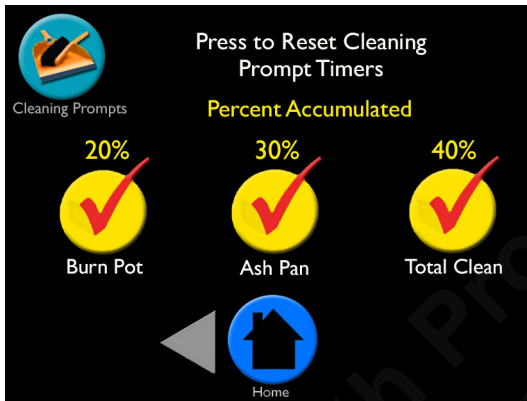 Press to Reset Cleaning
Prompt Timers
Cleaning Prompts
Percent Accumulated
20% 30% 40%
Burn Pot Ash Pan Total Clean
Home